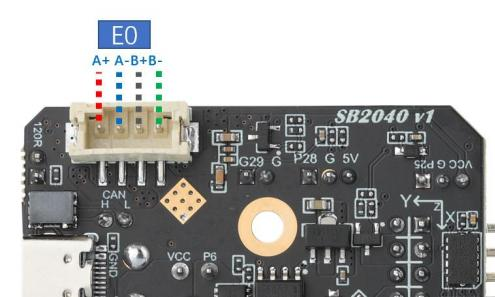 E0
A+ A- B+ B-
SB2040 v1
120R
G29 G P28 G 5V
VCC G P25
CAN
H L
Y
Z
X
GND
VCC P6